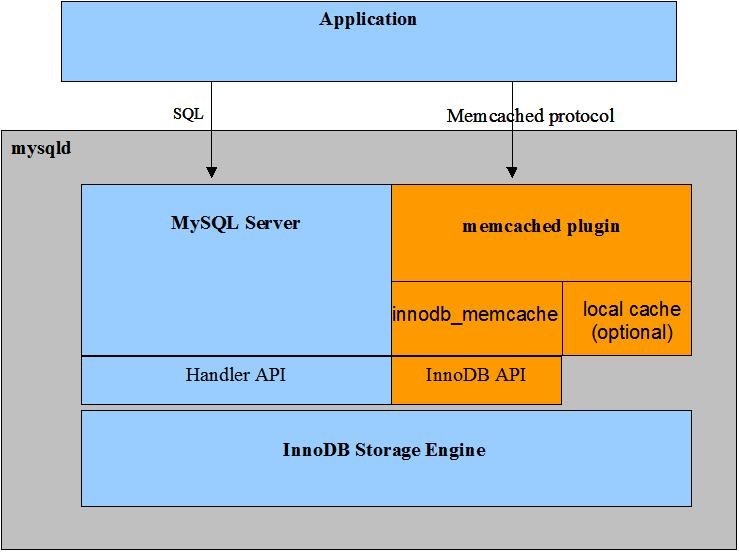 Application
SQL
Memcached protocol
mysqld
MySQL Server
memcached plugin
innodb_memcache
local cache
(optional)
Handler API
InnoDB API
InnoDB Storage Engine